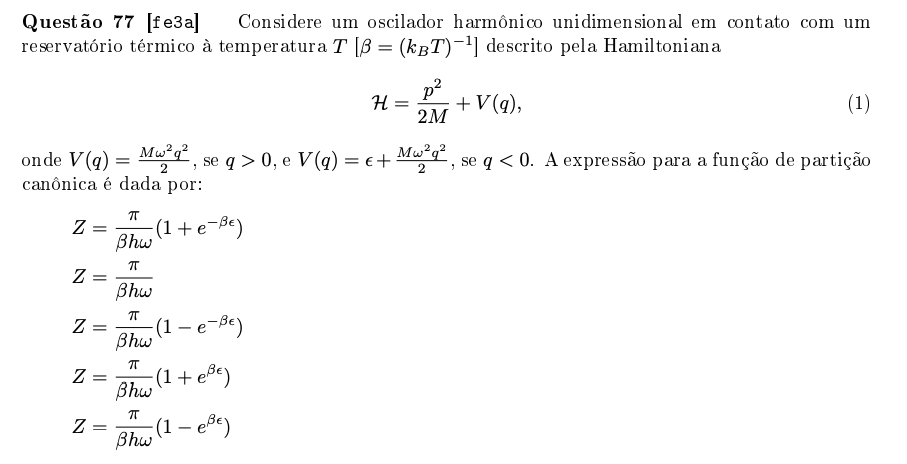 Questão 77 [fe3a] Considere um oscilador harmônico unidimensional em contato com um
reservatório térmico à temperatura $T$ $[\beta = (k_B T)^{-1}]$ descrito pela Hamiltoniana
$\mathcal{H} = \frac{p^2}{2M} + V(q),$ (1)
onde $V(q) = \frac{M\omega^2 q^2}{2}$, se $q > 0$, e $V(q) = \epsilon + \frac{M\omega^2 q^2}{2}$, se $q < 0$. A expressão para a função de partição
canônica é dada por:
$Z = \frac{\pi}{\beta h\omega}(1 + e^{-\beta\epsilon})$
$Z = \frac{\pi}{\beta h\omega}$
$Z = \frac{\pi}{\beta h\omega}(1 - e^{-\beta\epsilon})$
$Z = \frac{\pi}{\beta h\omega}(1 + e^{\beta\epsilon})$
$Z = \frac{\pi}{\beta h\omega}(1 - e^{\beta\epsilon})$